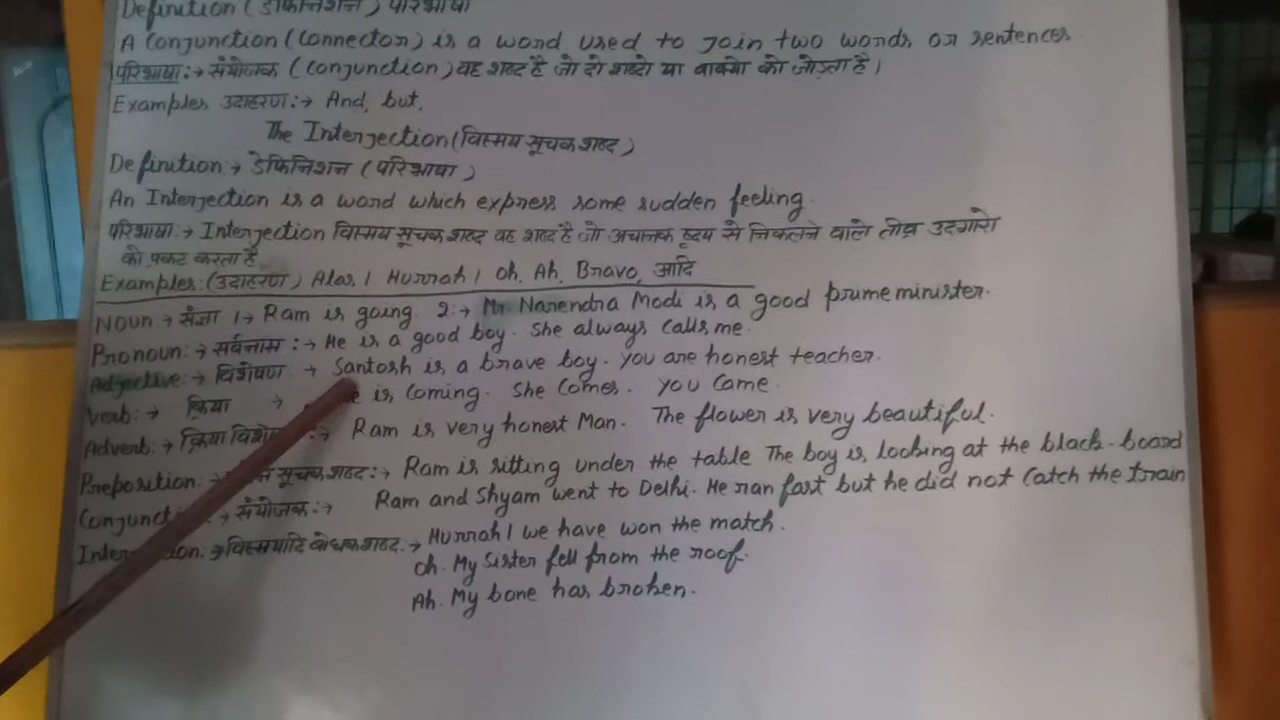 Definition (डेफिनिशन) परिभाषा
A Conjunction (Connector) is a word used to join two words or sentences.
परिभाषा:→ संयोजक (Conjunction) वह शब्द है जो दो शब्दो या वाक्यो को जोड़ता है।
Examples उदाहरण:→ And, but,
The Interjection (विस्मय सूचक शब्द)
Definition:→ डेफिनिशन (परिभाषा)
An Interjection is a word which express some sudden feeling.
परिभाषा:→ Interjection विस्मय सूचक शब्द वह शब्द है जो अचानक हृदय से निकलने वाले तीव्र उदगारो
को प्रकट करता है
Examples: (उदाहरण) Alas! Hurrah! Oh, Ah. Bravo, आदि
Noun:→ संज्ञा 1→ Ram is going. 2:→ Mr Narendra Modi is a good prime minister.
Pronoun:→ सर्वनाम:→ He is a good boy. She always calls me.
Adjective:→ विशेषण → Santosh is a brave boy. you are honest teacher.
Verb:→ क्रिया → is coming. She comes. you came.
Adverb:→ क्रिया :→ Ram is very honest Man. The flower is very beautiful.
Preposition:→ सूचक शब्द:→ Ram is sitting under the table The boy is looking at the black-board
:→ संयोजक:→ Ram and Shyam went to Delhi. He ran fast but he did not catch the train
:→ विस्मयादि बोधक शब्द:→ Hurrah! we have won the match.
Oh. My sister fell from the roof.
Ah. My bone has broken.